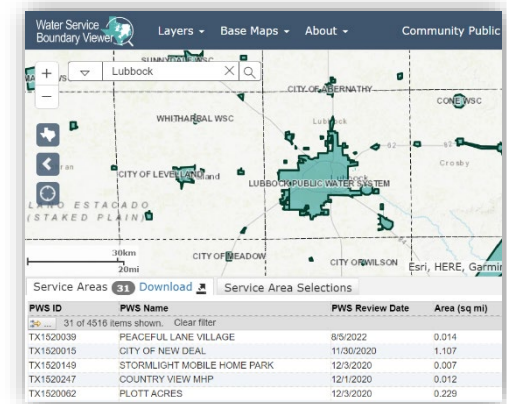 Water Service
Boundary Viewer
Layers
Base Maps
About
Community Public
Lubbock
CITY OF ABERNATHY
CONE WSC
WHITHARRAL WSC
Lubbock
62
82
Crosby
CITY OF LEVELLAND
LUBBOCK PUBLIC WATER SYSTEM
LLANO ESTACADO
(STAKED PLAIN)
84
30km
20mi
CITY OF MEADOW
CITY OF WILSON
Esri, HERE, Garmin
Service Areas 31 Download
Service Area Selections
PWS ID PWS Name PWS Review Date Area (sq mi)
... 31 of 4516 items shown. Clear filter
TX1520039 PEACEFUL LANE VILLAGE 8/5/2022 0.014
TX1520015 CITY OF NEW DEAL 11/30/2020 1.107
TX1520149 STORMLIGHT MOBILE HOME PARK 12/3/2020 0.007
TX1520247 COUNTRY VIEW MHP 12/1/2020 0.012
TX1520062 PLOTT ACRES 12/3/2020 0.229